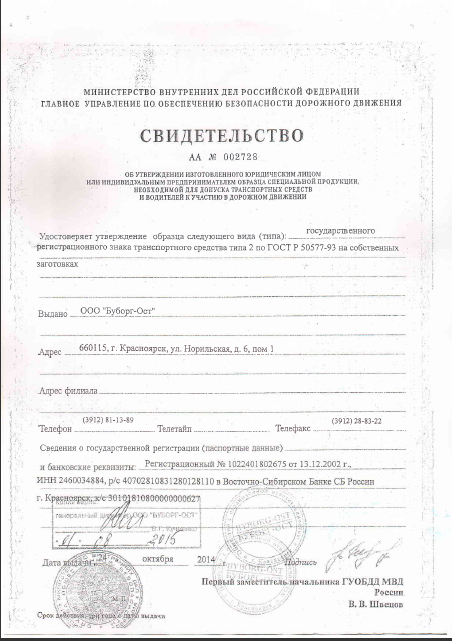 МИНИСТЕРСТВО ВНУТРЕННИХ ДЕЛ РОССИЙСКОЙ ФЕДЕРАЦИИ
ГЛАВНОЕ УПРАВЛЕНИЕ ПО ОБЕСПЕЧЕНИЮ БЕЗОПАСНОСТИ ДОРОЖНОГО ДВИЖЕНИЯ
СВИДЕТЕЛЬСТВО
АА № 002728
ОБ УТВЕРЖДЕНИИ ИЗГОТОВЛЕННОГО ЮРИДИЧЕСКИМ ЛИЦОМ
ИЛИ ИНДИВИДУАЛЬНЫМ ПРЕДПРИНИМАТЕЛЕМ ОБРАЗЦА СПЕЦИАЛЬНОЙ ПРОДУКЦИИ,
НЕОБХОДИМОЙ ДЛЯ ДОПУСКА ТРАНСПОРТНЫХ СРЕДСТВ
И ВОДИТЕЛЕЙ К УЧАСТИЮ В ДОРОЖНОМ ДВИЖЕНИИ
Удостоверяет утверждение образца следующего вида (типа): государственного
регистрационного знака транспортного средства типа 2 по ГОСТ Р 50577-93 на собственных
заготовках
Выдано ООО "Буборг-Ост"
Адрес 660115, г. Красноярск, ул. Норильская, д. 6, пом 1
Адрес филиала
Телефон (3912) 81-13-89 Телетайп Телефакс (3912) 28-83-22
Сведения о государственной регистрации (паспортные данные)
и банковские реквизиты: Регистрационный № 1022401802675 от 13.12.2002 г.,
ИНН 2460034884, р/с 40702810831280128110 в Восточно-Сибирском Банке СБ России
г. Красноярск, к/с 30101810800000000627
генеральный ООО "БУБОРГ-ОСТ"
В.Г.
01 08 2015
Дата выдачи: 24 октября 2014 г. Подпись
Первый заместитель начальника ГУОБДД МВД
России
В. В. Швецов
М.П.
Срок действия: три года с даты выдачи